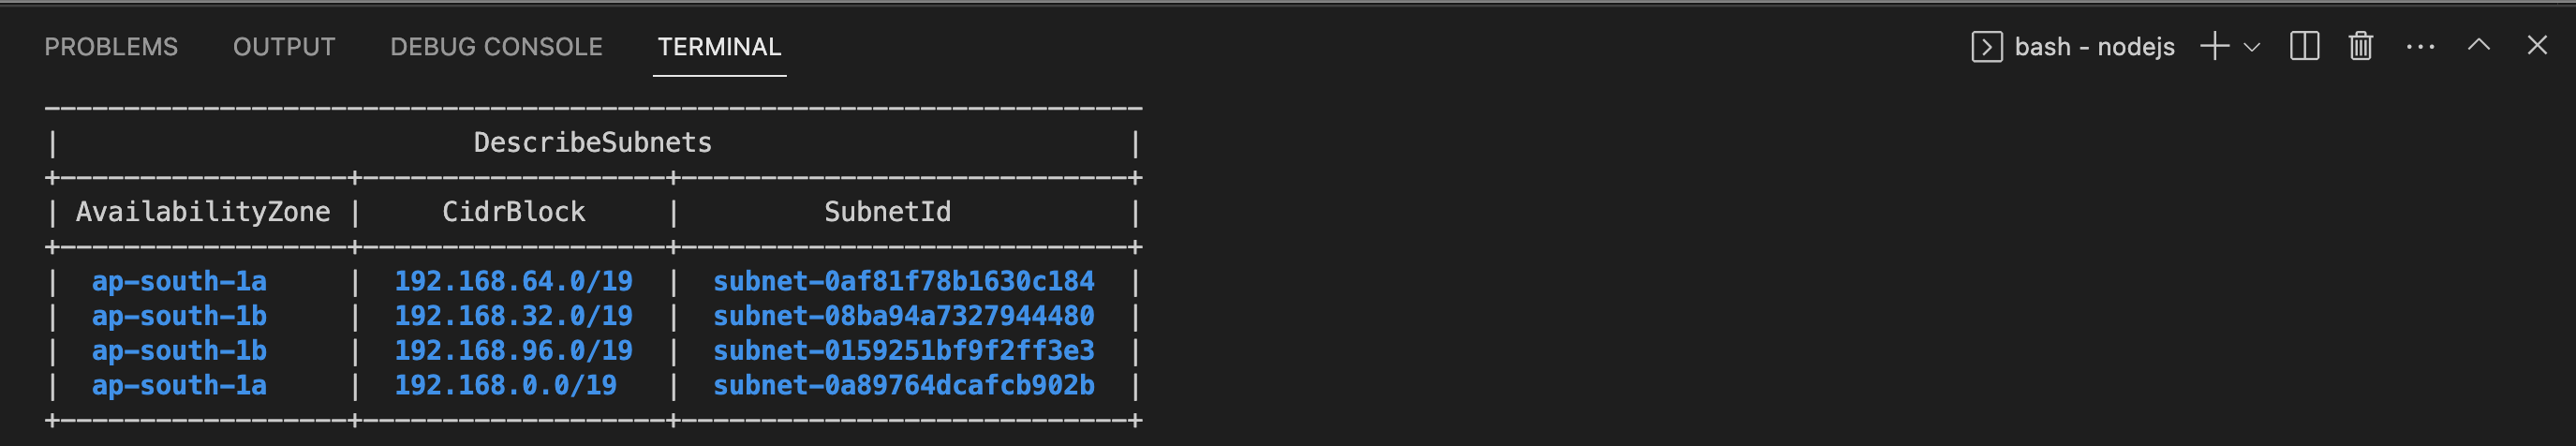 PROBLEMS OUTPUT DEBUG CONSOLE TERMINAL bash - nodejs
DescribeSubnets
| AvailabilityZone | CidrBlock | SubnetId |
| ap-south-1a | 192.168.64.0/19 | subnet-0af81f78b1630c184 |
| ap-south-1b | 192.168.32.0/19 | subnet-08ba94a7327944480 |
| ap-south-1b | 192.168.96.0/19 | subnet-0159251bf9f2ff3e3 |
| ap-south-1a | 192.168.0.0/19 | subnet-0a89764dcafcb902b |